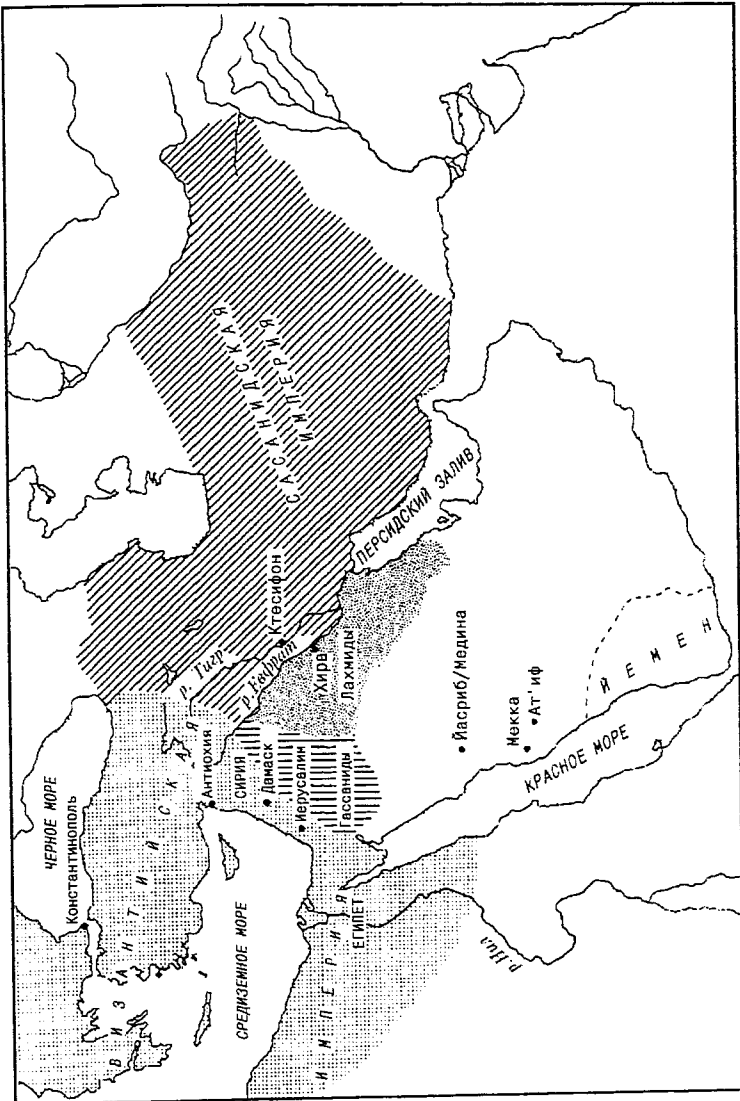 ЧЕРНОЕ МОРЕ
Константинополь
ВИЗАНТИЙСКАЯ
ИМПЕРИЯ
СРЕДИЗЕМНОЕ МОРЕ
Антиохия
СИРИЯ
Дамаск
Иерусалим
Гассаниды
ЕГИПЕТ
р. Нил
р. Тигр
р. Евфрат
Ктесифон
Хира
Лахмиды
САСАНИДСКАЯ
ИМПЕРИЯ
ПЕРСИДСКИЙ ЗАЛИВ
Йасриб/Медина
Мекка
Ат'иф
КРАСНОЕ МОРЕ
ЙЕМЕН